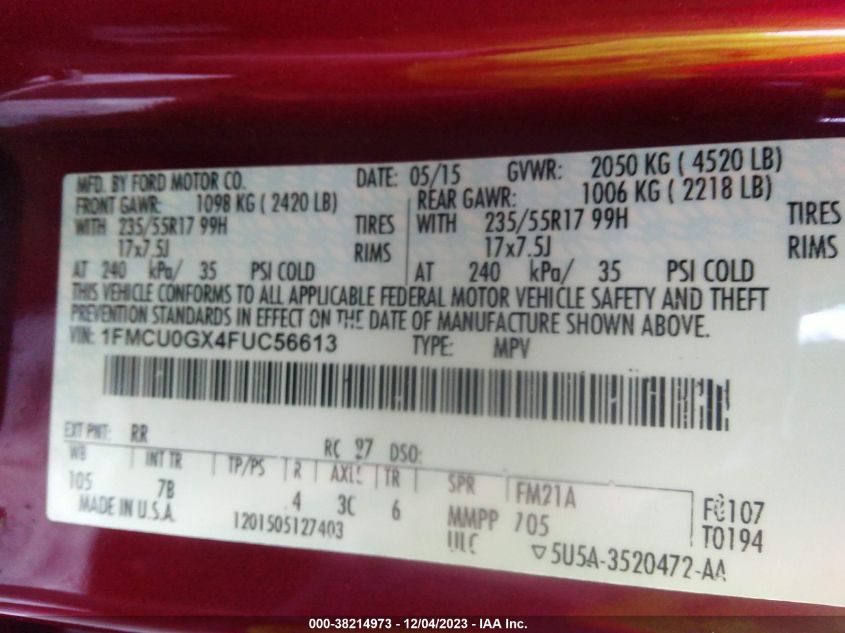 MFD. BY FORD MOTOR CO. DATE: 05/15 GVWR: 2050 KG ( 4520 LB)
FRONT GAWR: 1098 KG ( 2420 LB) REAR GAWR: 1006 KG ( 2218 LB)
WITH 235/55R17 99H TIRES WITH 235/55R17 99H TIRES
17x7.5J RIMS 17x7.5J RIMS
AT 240 kPa/ 35 PSI COLD AT 240 kPa/ 35 PSI COLD
THIS VEHICLE CONFORMS TO ALL APPLICABLE FEDERAL MOTOR VEHICLE SAFETY AND THEFT
PREVENTION STANDARDS IN EFFECT ON THE DATE OF MANUFACTURE SHOWN ABOVE.
VIN: 1FMCU0GX4FUC56613 TYPE: MPV
EXT PNT: RR RC: 27 DSO:
WB INT TR TP/PS R AXLE TR SPR FM21A
105 7B 4 3C 6 MMPP 705 F0107
MADE IN U.S.A. 1201505127403 ULC T0194
▽5U5A-3520472-AA
000-38214973 - 12/04/2023 - IAA Inc.